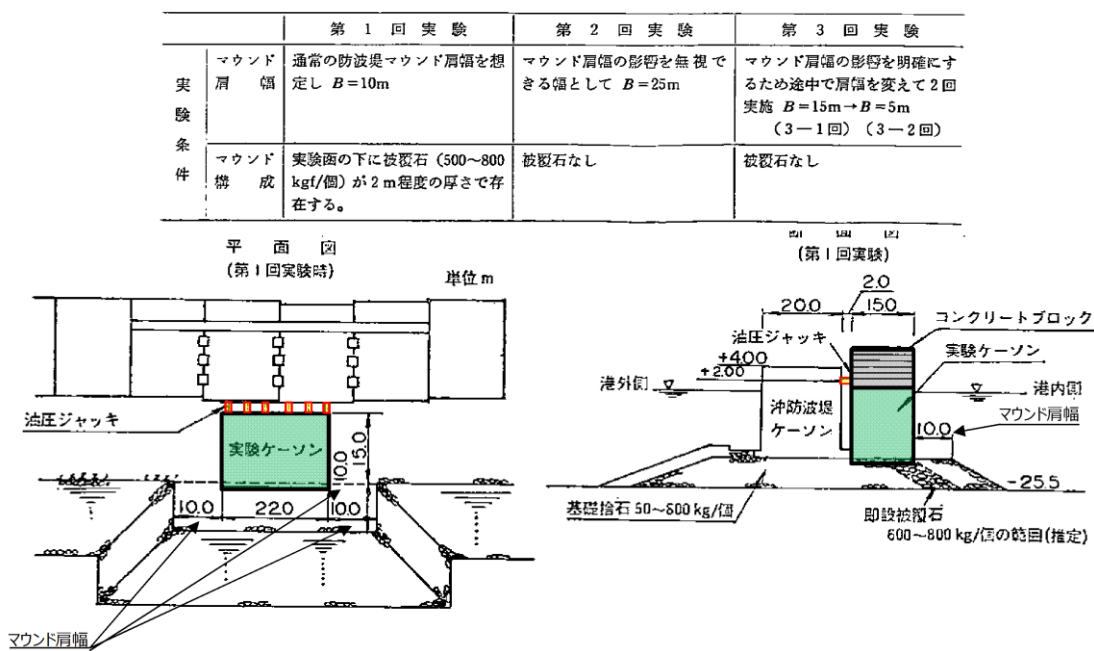 第1回実験 第2回実験 第3回実験
実験条件
マウンド肩幅
通常の防波堤マウンド肩幅を想
定し B=10m
マウンド肩幅の影響を無視で
きる幅として B=25m
マウンド肩幅の影響を明確にす
るため途中で肩幅を変えて2回
実施 B=15m→B=5m
(3―1回) (3―2回)
マウンド構成
実験函の下に被覆石(500~800
kgf/個)が2m程度の厚さで存
在する。
被覆石なし
被覆石なし
平面図
(第1回実験時)
単位m
油圧ジャッキ
実験ケーソン
15.0
10.0
10.0 22.0 10.0
マウンド肩幅
断面図
(第1回実験)
2.0
20.0 15.0
コンクリートブロック
油圧ジャッキ
実験ケーソン
+4.00
+2.00
港外側
港内側
マウンド肩幅
沖防波堤
ケーソン
10.0
-25.5
基礎捨石 50~800kg/個
即設被覆石
600~800kg/個の範囲(推定)